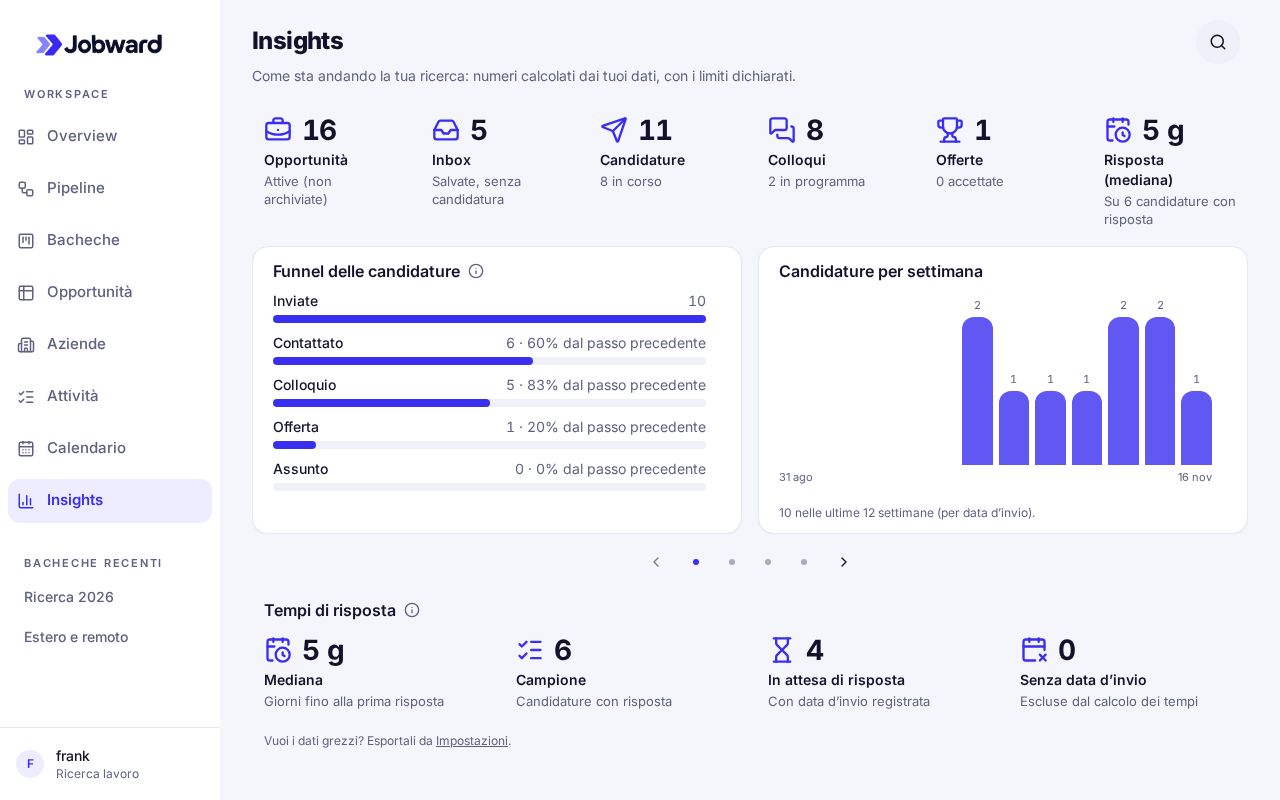 Jobward
WORKSPACE
Overview
Pipeline
Bacheche
Opportunità
Aziende
Attività
Calendario
Insights
BACHECHE RECENTI
Ricerca 2026
Estero e remoto
F
frank
Ricerca lavoro
Insights
Come sta andando la tua ricerca: numeri calcolati dai tuoi dati, con i limiti dichiarati.
16
Opportunità
Attive (non
archiviate)
5
Inbox
Salvate, senza
candidatura
11
Candidature
8 in corso
8
Colloqui
2 in programma
1
Offerte
0 accettate
5 g
Risposta
(mediana)
Su 6 candidature con
risposta
Funnel delle candidature
Inviate 10
Contattato 6 · 60% dal passo precedente
Colloquio 5 · 83% dal passo precedente
Offerta 1 · 20% dal passo precedente
Assunto 0 · 0% dal passo precedente
Candidature per settimana
2 1 1 1 2 2 1
31 ago 16 nov
10 nelle ultime 12 settimane (per data d’invio).
Tempi di risposta
5 g
Mediana
Giorni fino alla prima risposta
6
Campione
Candidature con risposta
4
In attesa di risposta
Con data d’invio registrata
0
Senza data d’invio
Escluse dal calcolo dei tempi
Vuoi i dati grezzi? Esportali da Impostazioni.